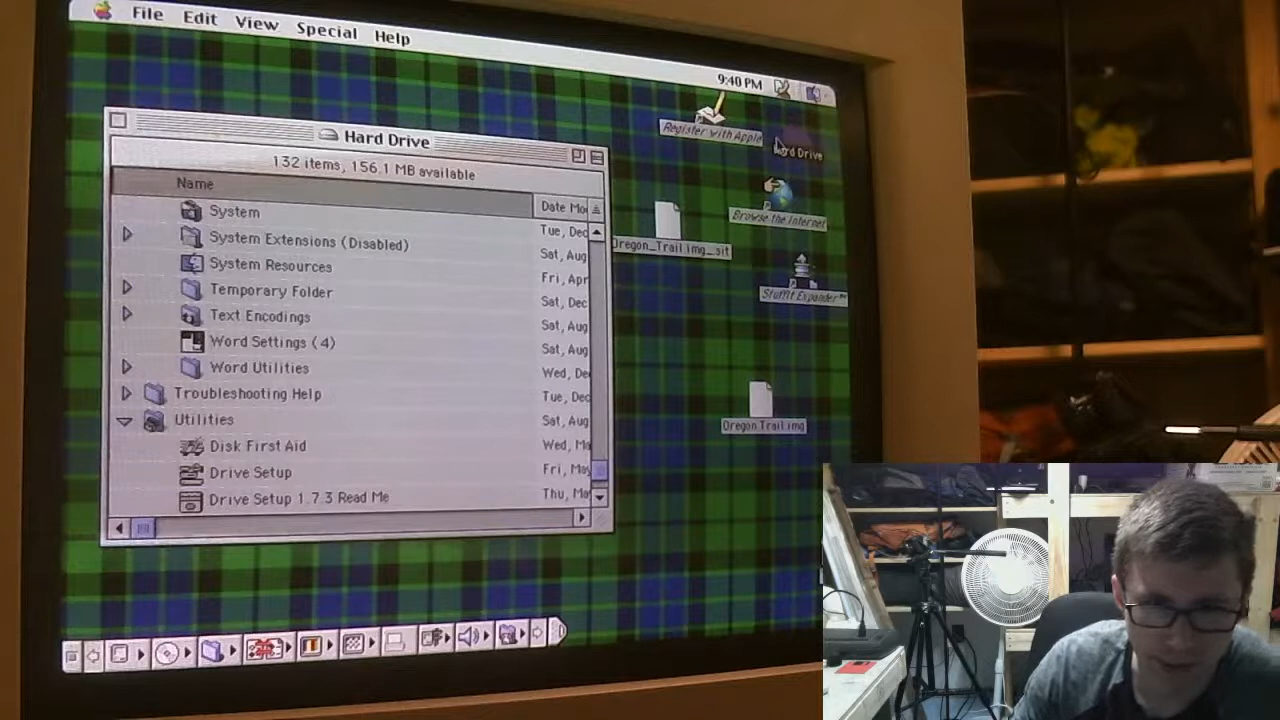 File Edit View Special Help
9:40 PM
Register with Apple
Hard Drive
Browse the Internet
Oregon_Trail.img_.sit
StuffIt Expander™
Oregon Trail.img
Hard Drive
132 items, 156.1 MB available
Name
Date Mo
System
Tue, Dec
System Extensions (Disabled)
Sat, Aug
System Resources
Fri, Apr
Temporary Folder
Sat, Dec
Text Encodings
Sat, Aug
Word Settings (4)
Sat, Aug
Word Utilities
Wed, De
Troubleshooting Help
Tue, Dec
Utilities
Sat, Aug
Disk First Aid
Wed, Ma
Drive Setup
Fri, May
Drive Setup 1.7.3 Read Me
Thu, Ma